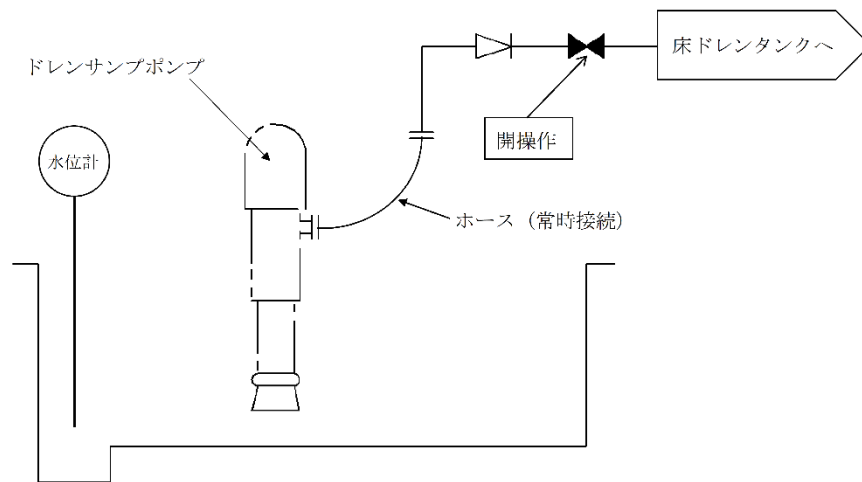 床ドレンタンクへ
ドレンサンプポンプ
開操作
水位計
ホース（常時接続）